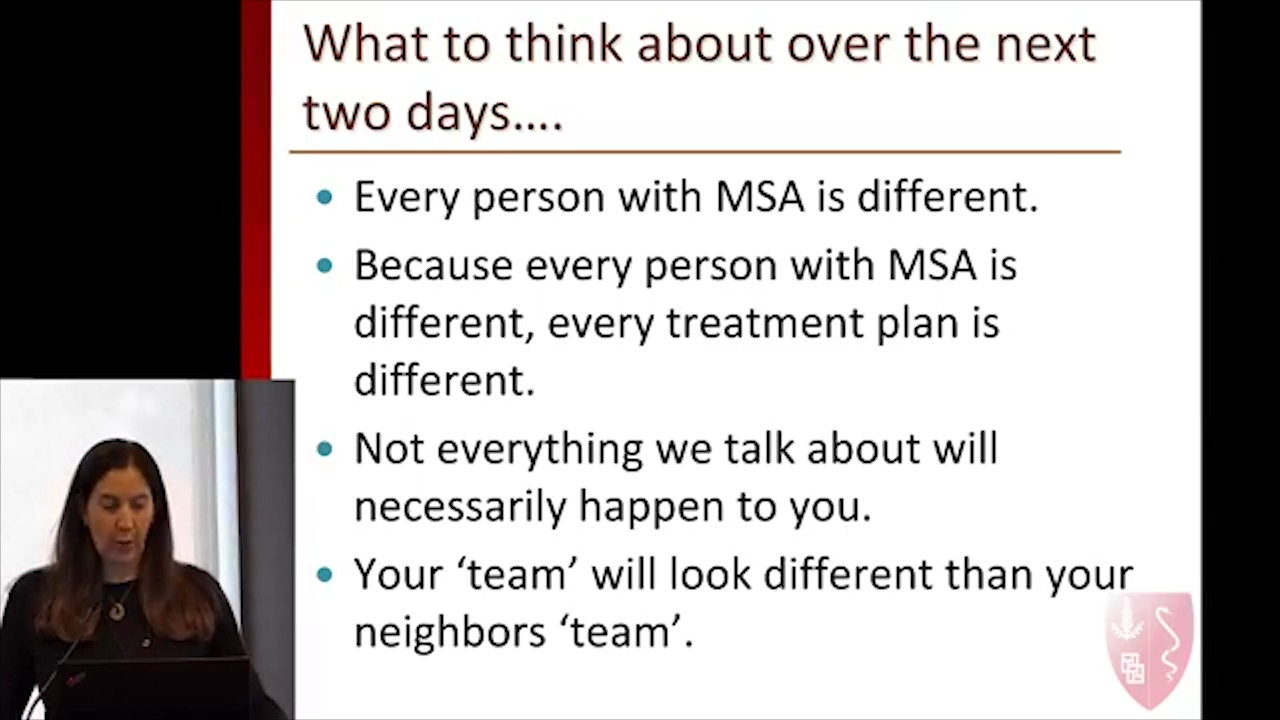 What to think about over the next
two days....
• Every person with MSA is different.
• Because every person with MSA is
different, every treatment plan is
different.
• Not everything we talk about will
necessarily happen to you.
• Your ‘team’ will look different than your
neighbors ‘team’.